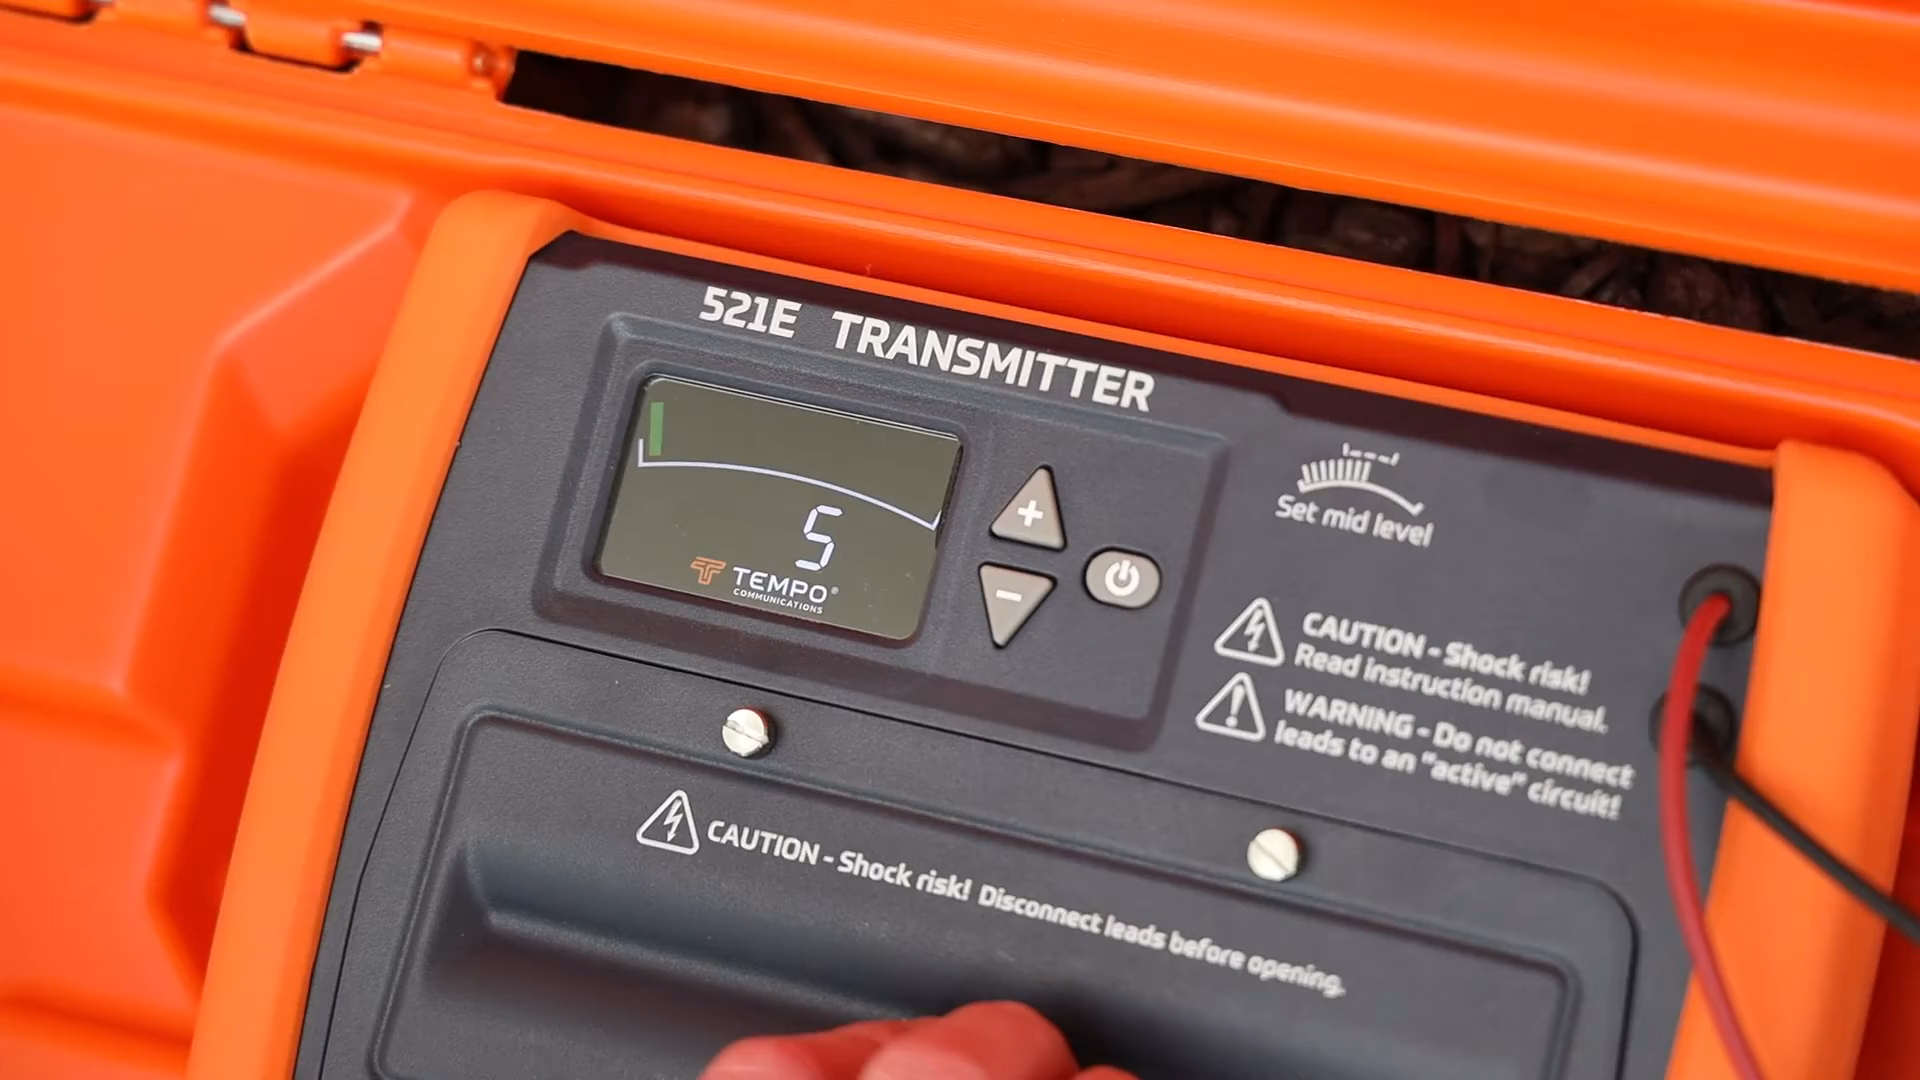 521E TRANSMITTER
5
TEMPO®
COMMUNICATIONS
+
-
Set mid level
CAUTION - Shock risk!
Read instruction manual.
WARNING - Do not connect
leads to an "active" circuit!
CAUTION - Shock risk! Disconnect leads before opening.